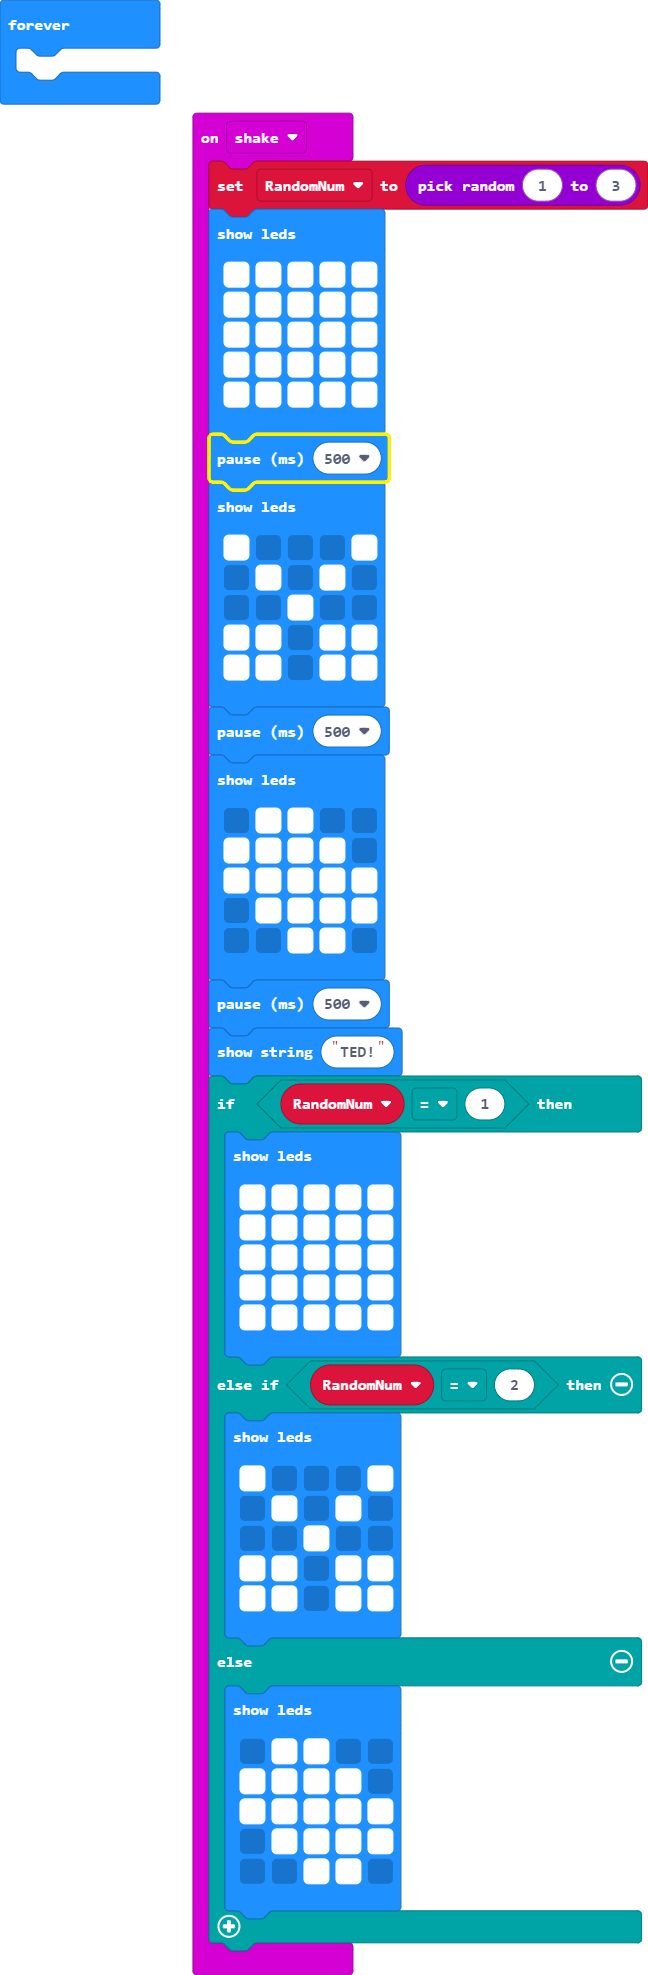 forever
on shake
set RandomNum to pick random 1 to 3
show leds
pause (ms) 500
show leds
pause (ms) 500
show leds
pause (ms) 500
show string "TED!"
if RandomNum = 1 then
show leds
else if RandomNum = 2 then
show leds
else
show leds